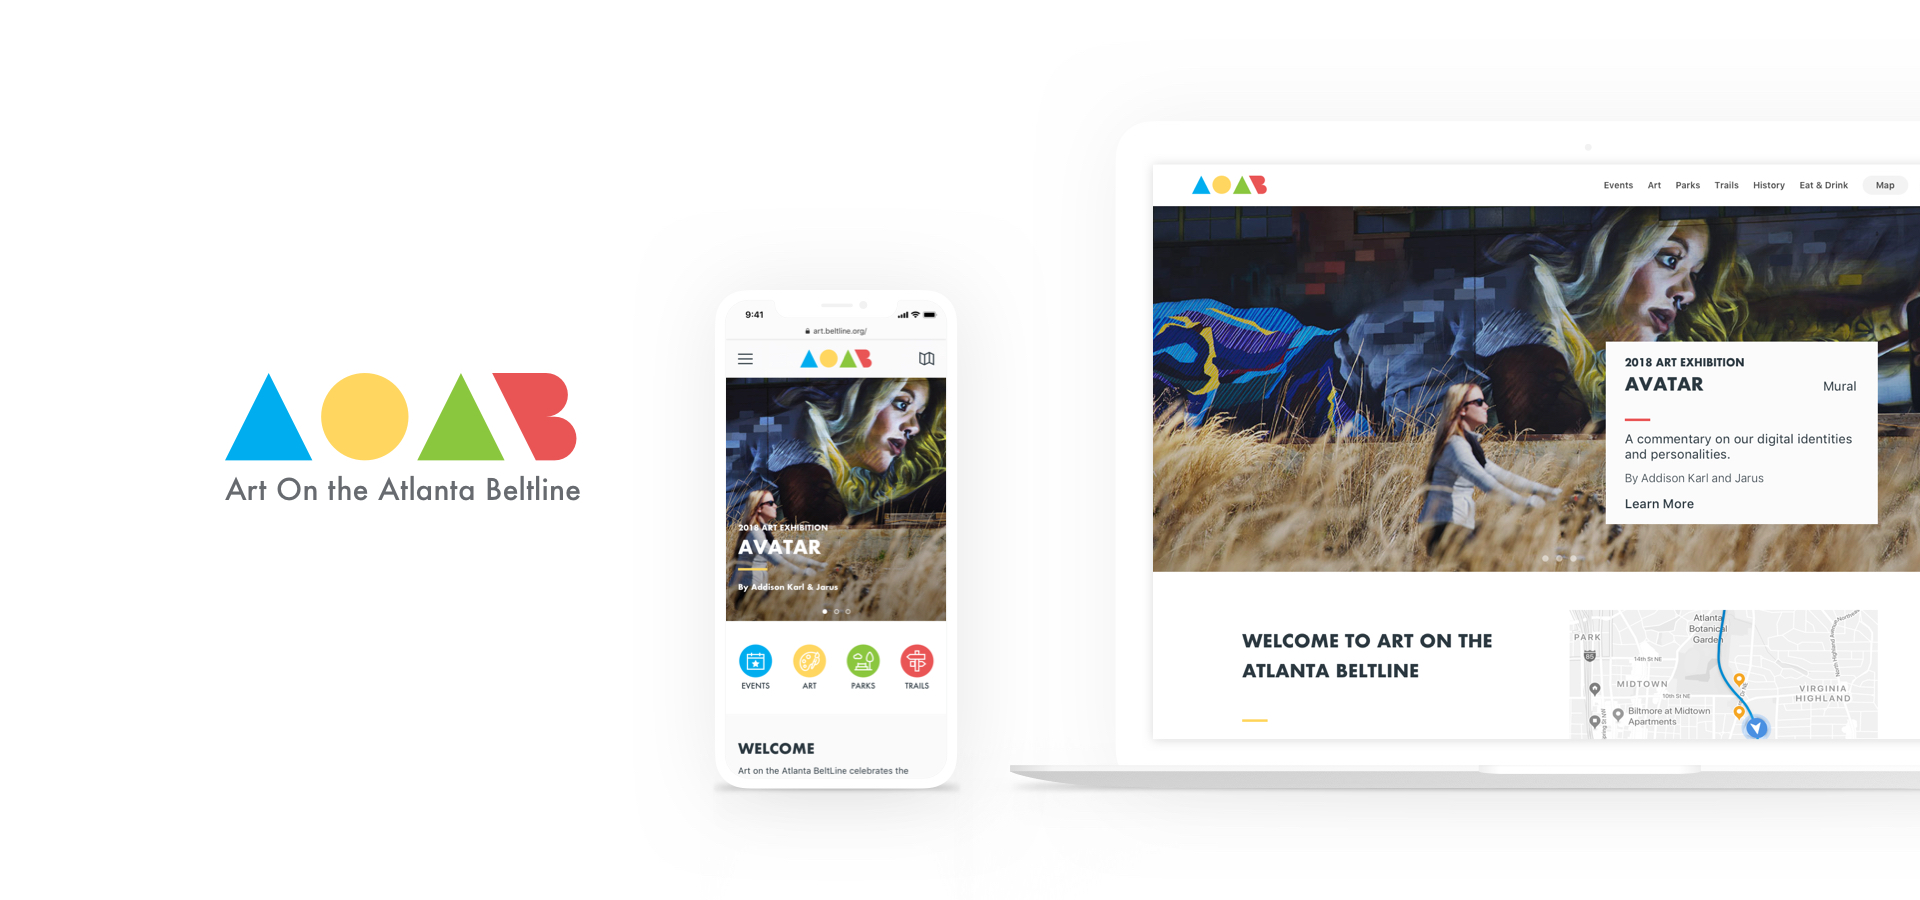 AOAB
Art On the Atlanta Beltline
9:41
art.beltline.org/
AOAB
2018 ART EXHIBITION
AVATAR
By Addison Karl & Jarus
EVENTS
ART
PARKS
TRAILS
WELCOME
Art on the Atlanta BeltLine celebrates the
AOAB
Events
Art
Parks
Trails
History
Eat & Drink
Map
2018 ART EXHIBITION
AVATAR
Mural
A commentary on our digital identities
and personalities.
By Addison Karl and Jarus
Learn More
WELCOME TO ART ON THE
ATLANTA BELTLINE
Atlanta
Botanical
Garden
PARK
85
14th St NE
MIDTOWN
10th St NE
VIRGINIA
HIGHLAND
Biltmore at Midtown
Apartments